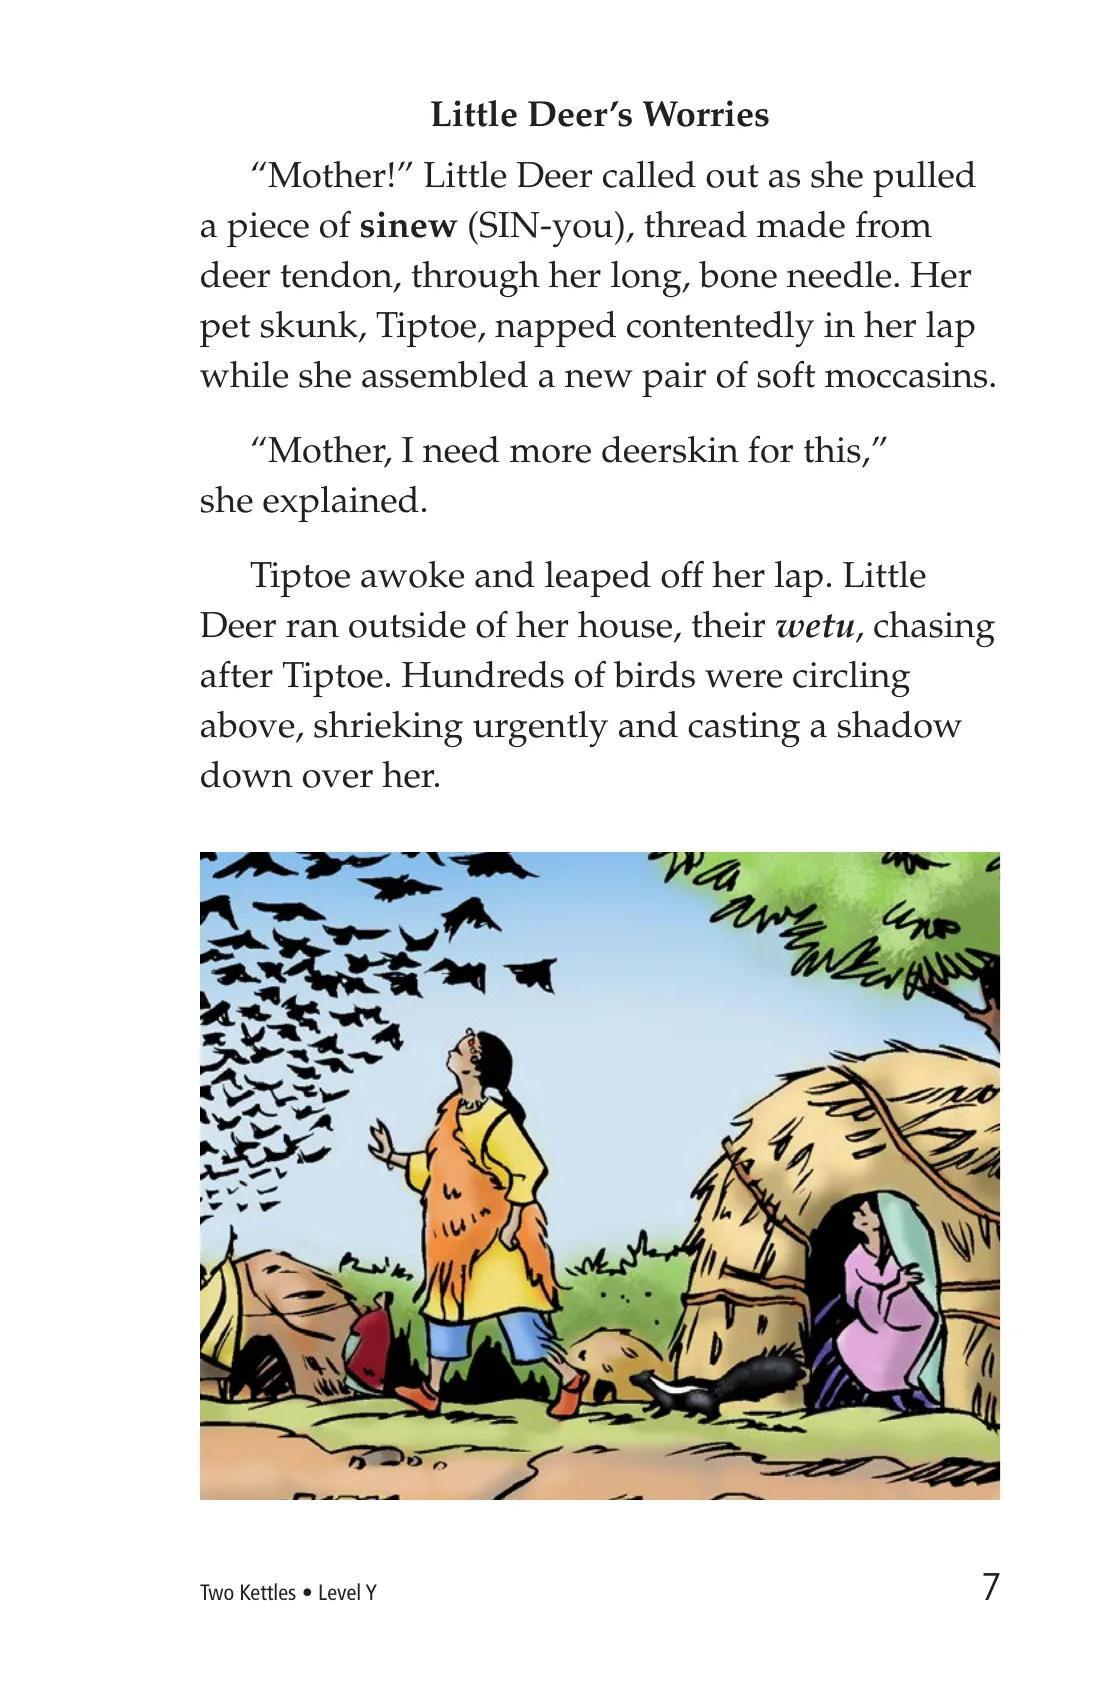 Little Deer’s Worries
“Mother!” Little Deer called out as she pulled
a piece of sinew (SIN-you), thread made from
deer tendon, through her long, bone needle. Her
pet skunk, Tiptoe, napped contentedly in her lap
while she assembled a new pair of soft moccasins.
“Mother, I need more deerskin for this,”
she explained.
Tiptoe awoke and leaped off her lap. Little
Deer ran outside of her house, their wetu, chasing
after Tiptoe. Hundreds of birds were circling
above, shrieking urgently and casting a shadow
down over her.
Two Kettles • Level Y
7